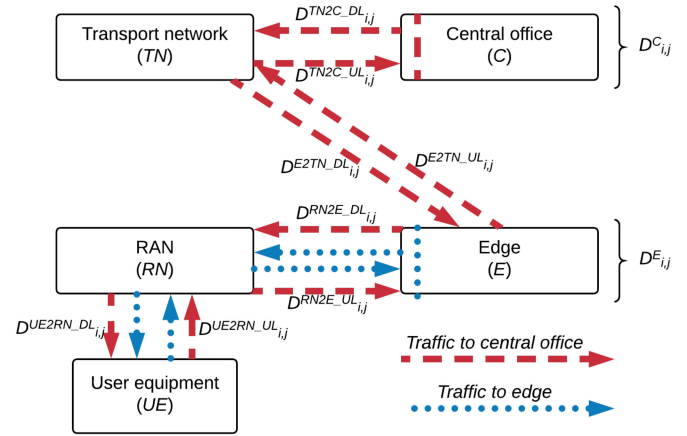 D^{TN2C_DL}_{i,j}
Transport network
(TN)
Central office
(C)
D^{C}_{i,j}
D^{TN2C_UL}_{i,j}
D^{E2TN_DL}_{i,j}
D^{E2TN_UL}_{i,j}
D^{RN2E_DL}_{i,j}
RAN
(RN)
Edge
(E)
D^{E}_{i,j}
D^{RN2E_UL}_{i,j}
D^{UE2RN_DL}_{i,j}
D^{UE2RN_UL}_{i,j}
Traffic to central office
User equipment
(UE)
Traffic to edge